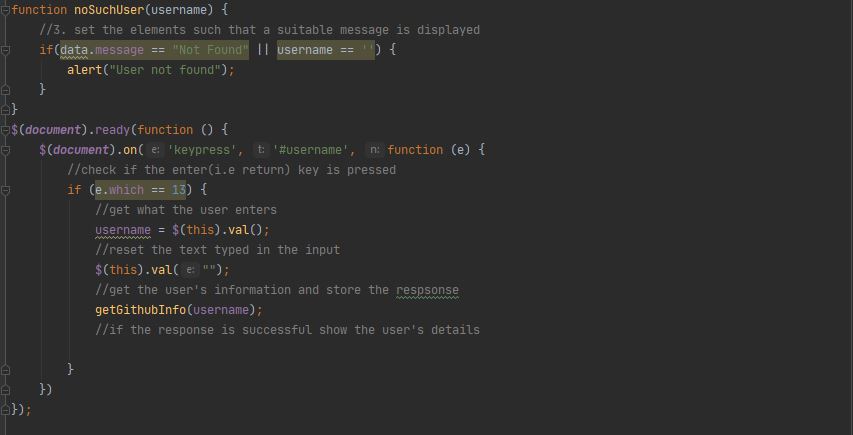 function noSuchUser(username) {
//3. set the elements such that a suitable message is displayed
if(data.message == "Not Found" || username == '') {
alert("User not found");
}
}
$(document).ready(function () {
$(document).on( e: 'keypress', t: '#username', n: function (e) {
//check if the enter(i.e return) key is pressed
if (e.which == 13) {
//get what the user enters
username = $(this).val();
//reset the text typed in the input
$(this).val( e: "");
//get the user's information and store the respsonse
getGithubInfo(username);
//if the response is successful show the user's details
}
})
});